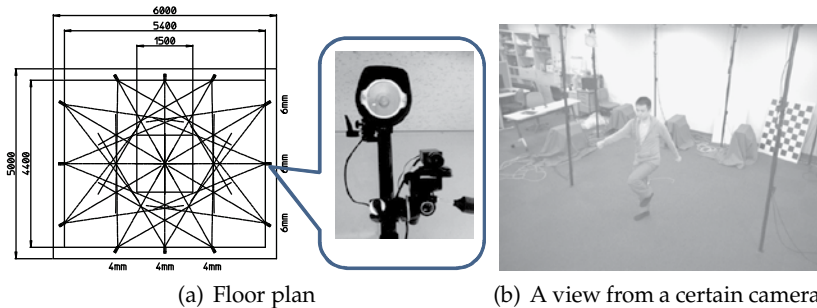 6000
5400
1500
5000
4400
6mm
6mm
6mm
4mm 4mm 4mm
(a) Floor plan
(b) A view from a certain camera